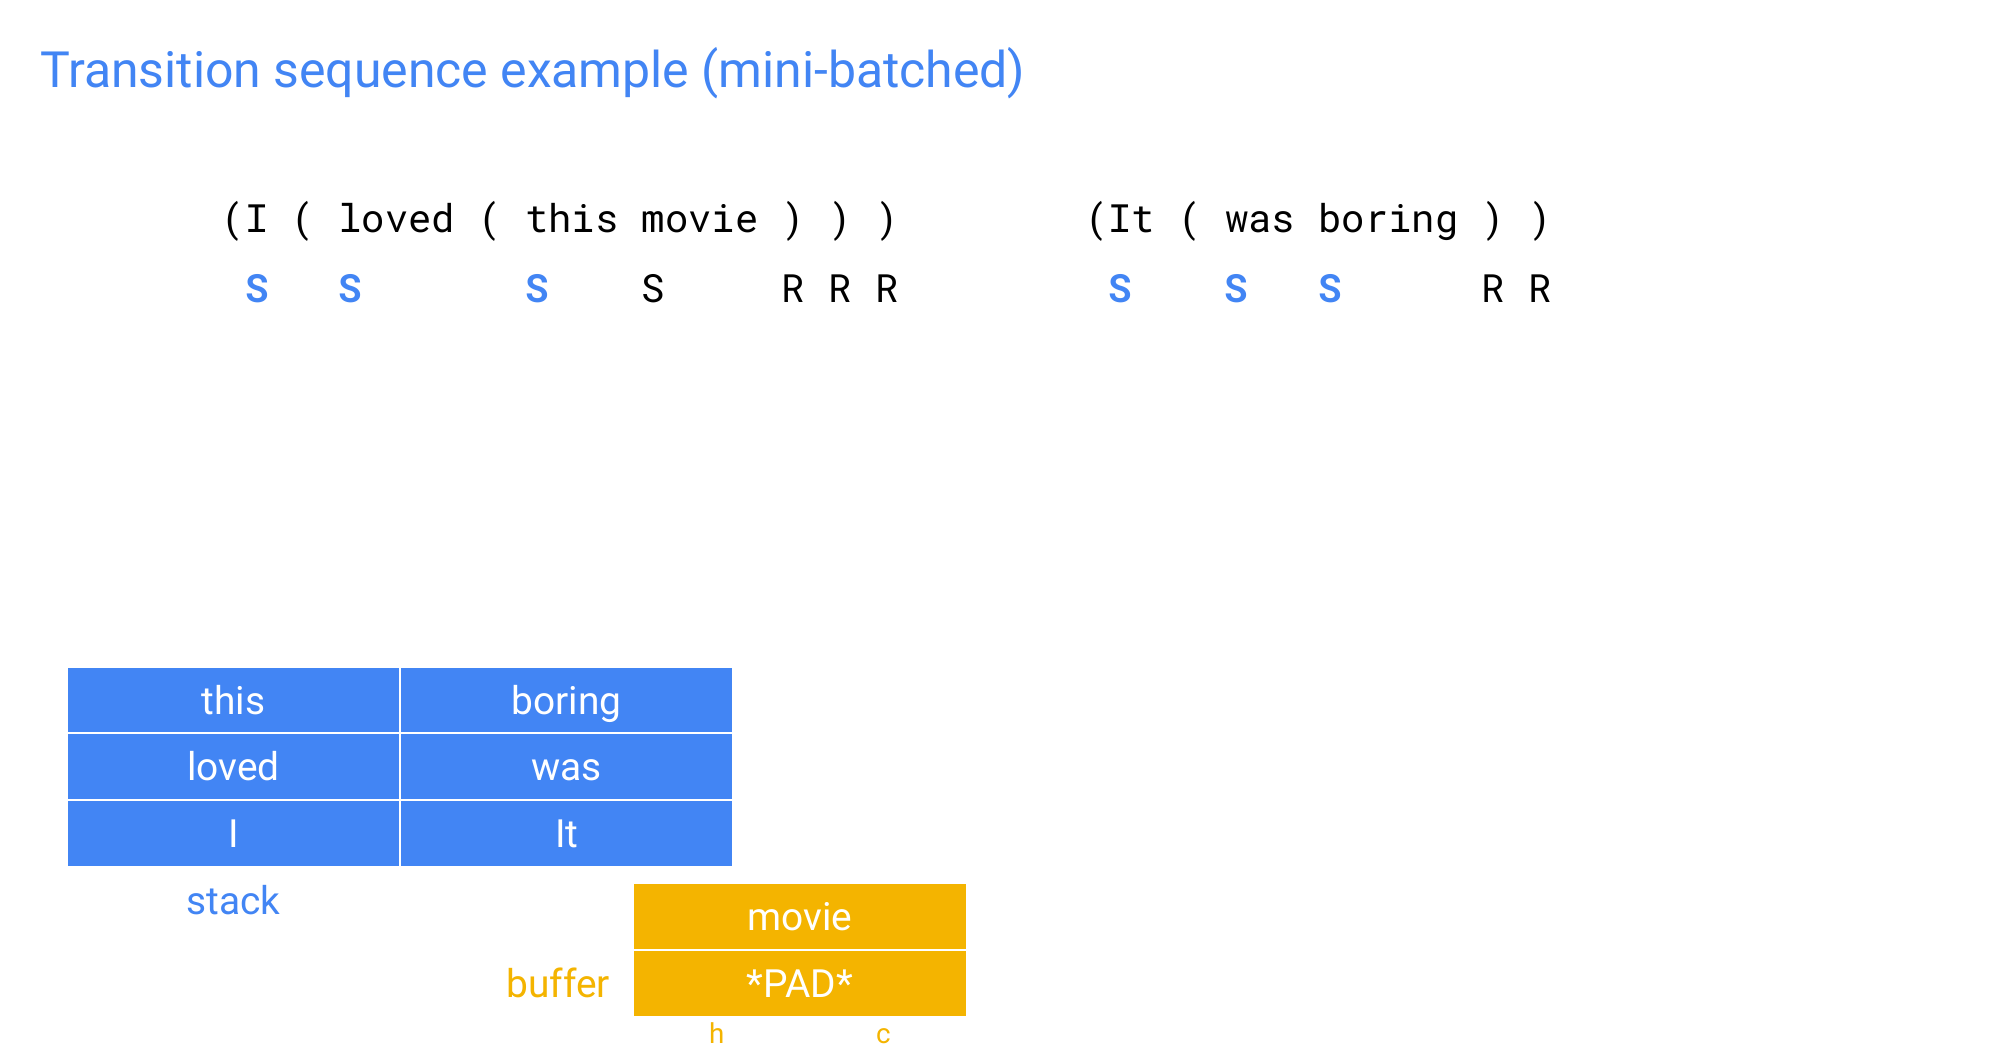 Transition sequence example (mini-batched)
(I ( loved ( this movie ) ) ) (It ( was boring ) )
S S S S R R R S S S R R
this boring
loved was
I It
stack
movie
buffer *PAD*
h c